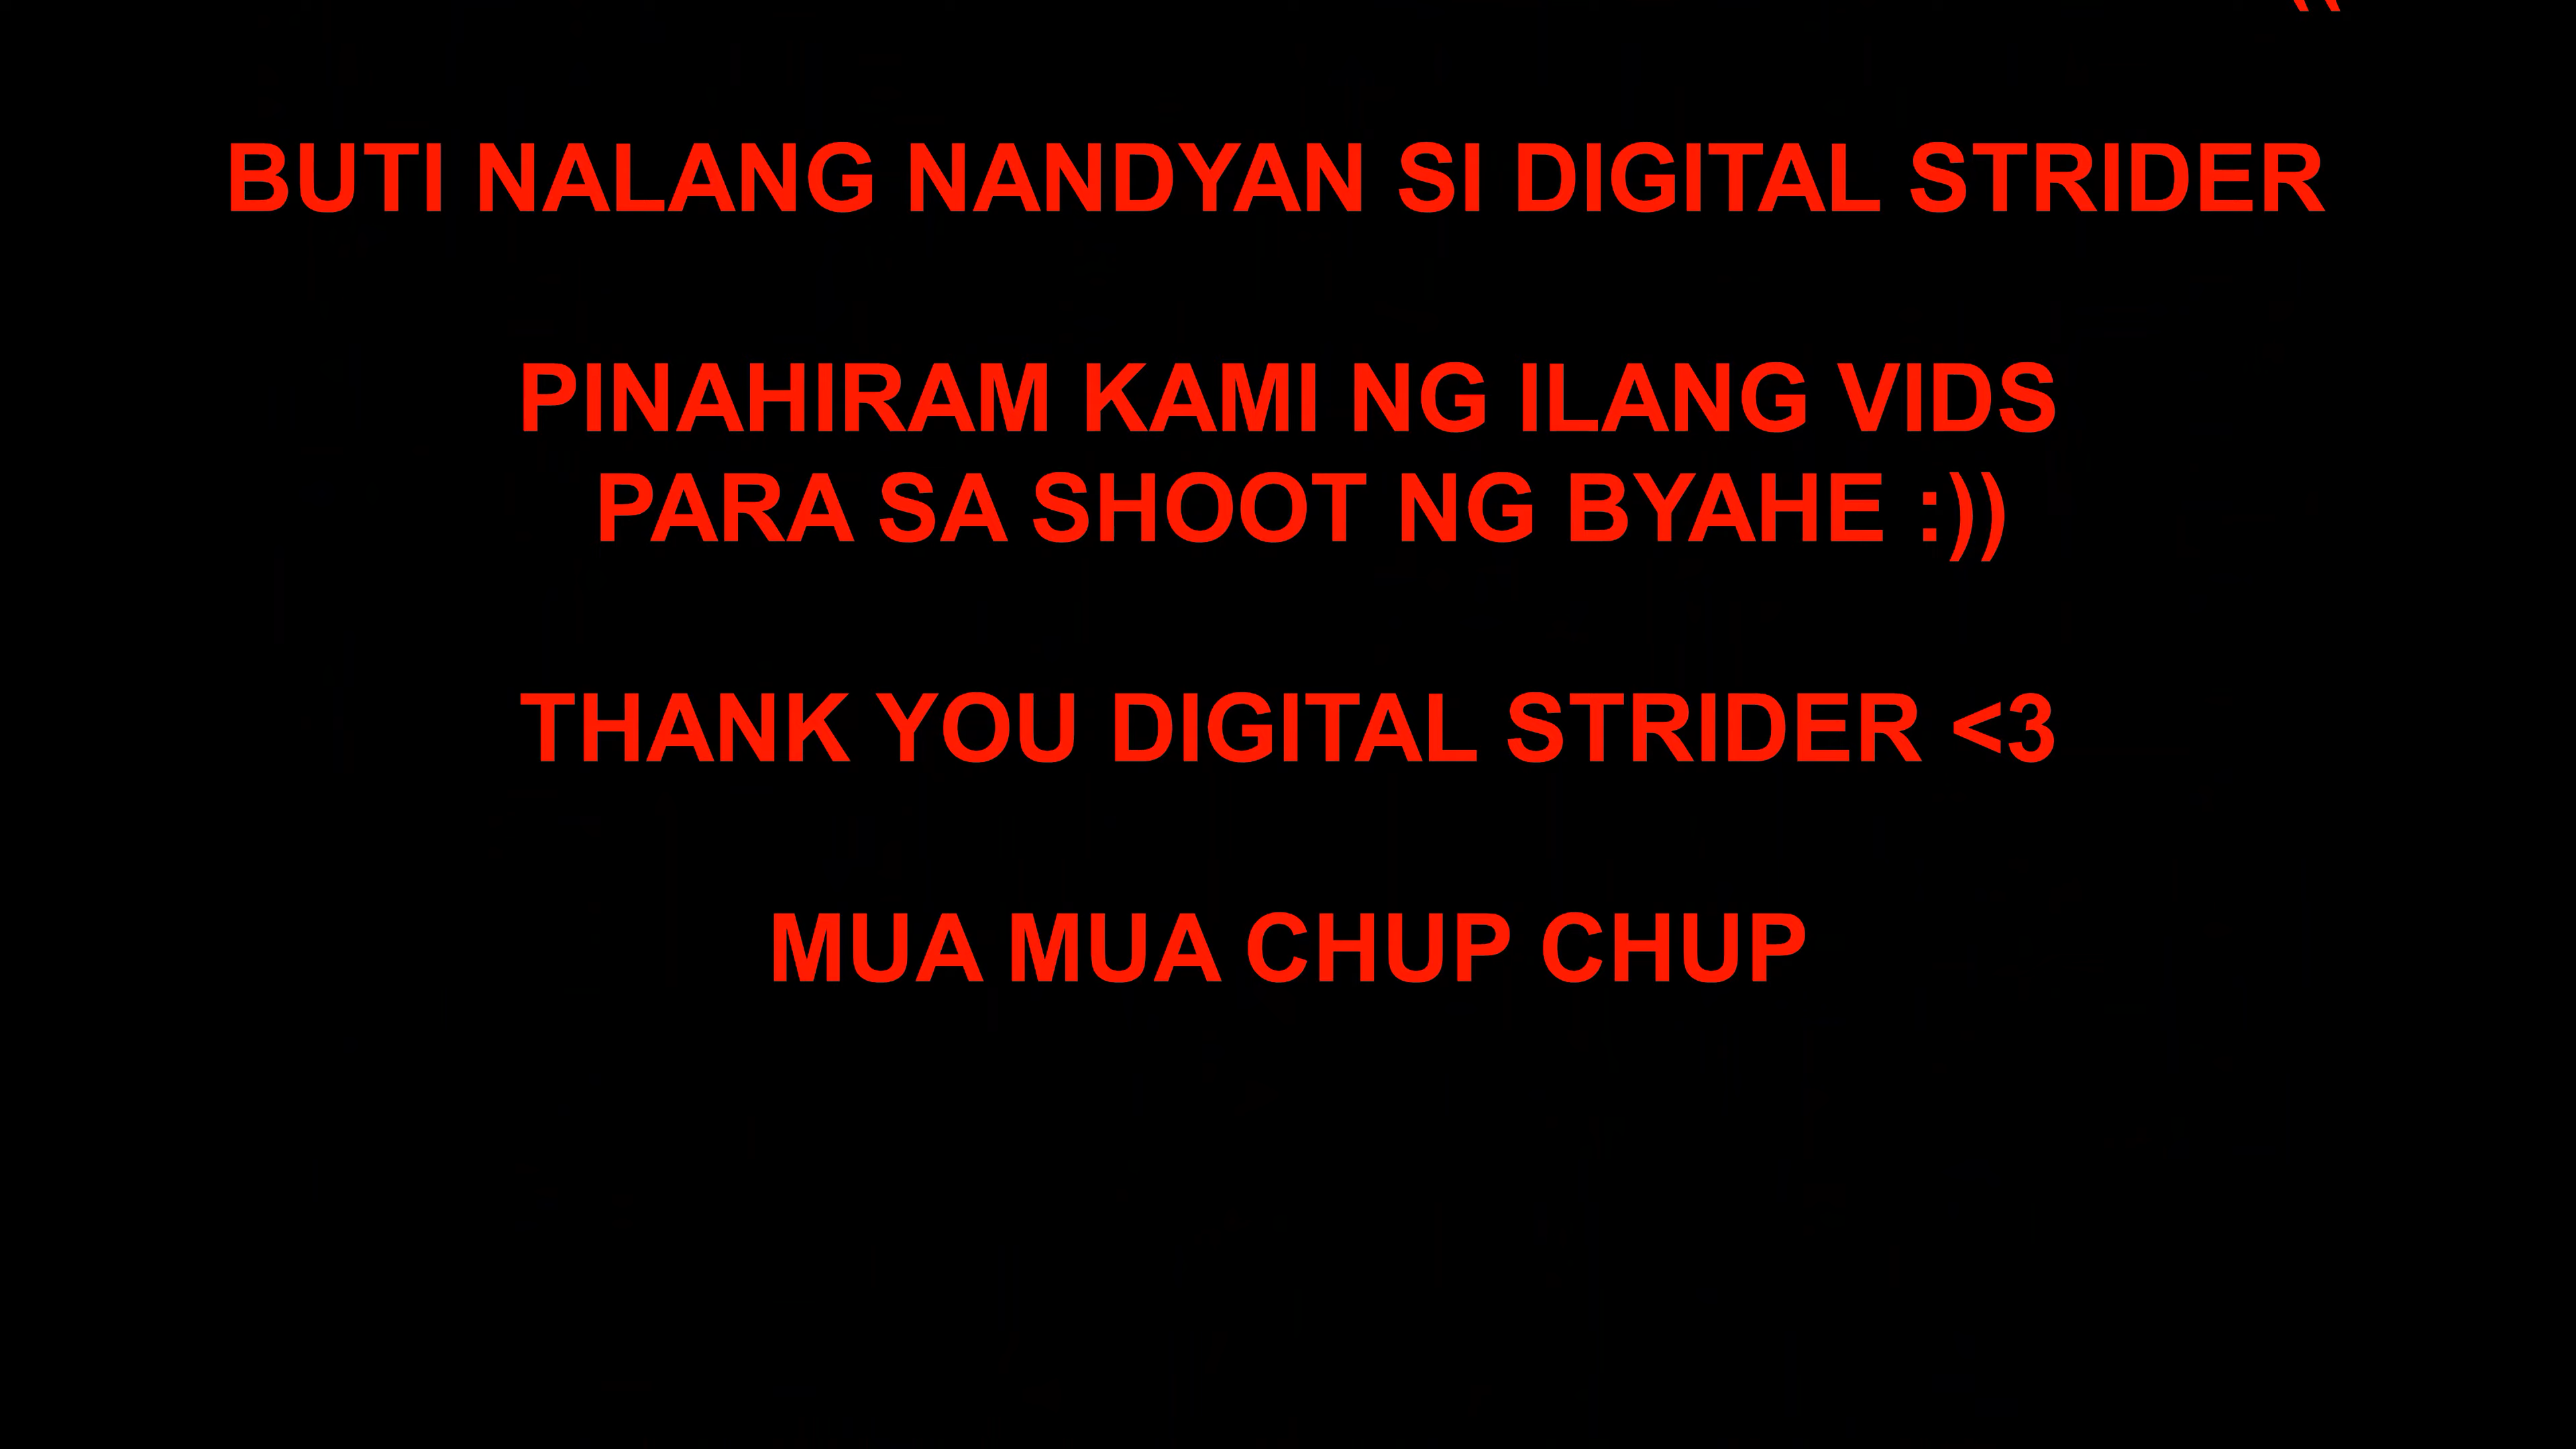 BUTI NALANG NANDYAN SI DIGITAL STRIDER
PINAHIRAM KAMI NG ILANG VIDS
PARA SA SHOOT NG BYAHE :))
THANK YOU DIGITAL STRIDER <3
MUA MUA CHUP CHUP